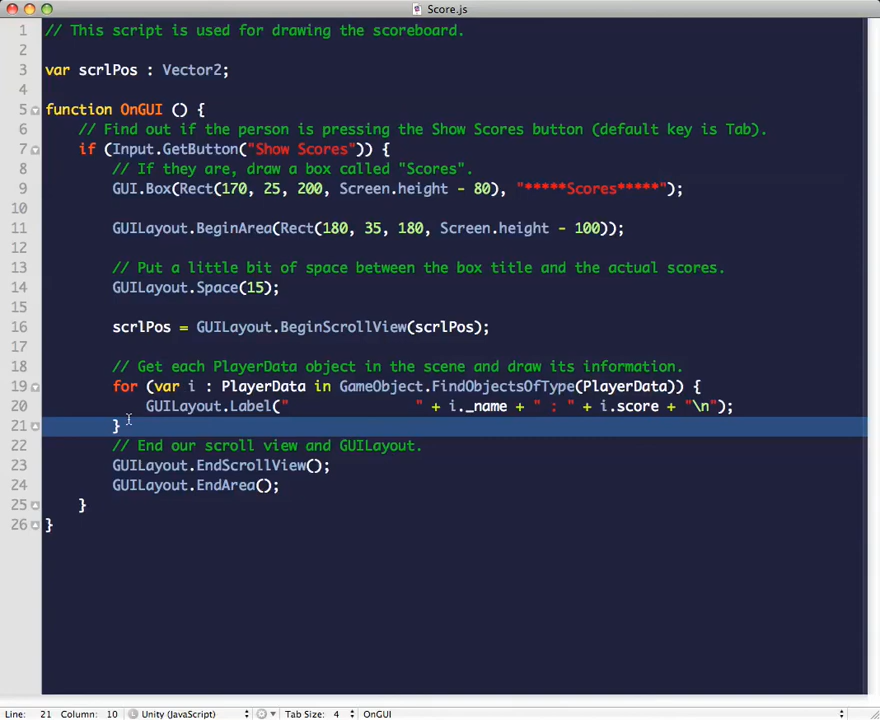 Score.js
1 // This script is used for drawing the scoreboard.
2
3 var scrlPos : Vector2;
4
5 function OnGUI () {
6 // Find out if the person is pressing the Show Scores button (default key is Tab).
7 if (Input.GetButton("Show Scores")) {
8 // If they are, draw a box called "Scores".
9 GUI.Box(Rect(170, 25, 200, Screen.height - 80), "*****Scores*****");
10
11 GUILayout.BeginArea(Rect(180, 35, 180, Screen.height - 100));
12
13 // Put a little bit of space between the box title and the actual scores.
14 GUILayout.Space(15);
15
16 scrlPos = GUILayout.BeginScrollView(scrlPos);
17
18 // Get each PlayerData object in the scene and draw its information.
19 for (var i : PlayerData in GameObject.FindObjectsOfType(PlayerData)) {
20 GUILayout.Label("               " + i._name + " : " + i.score + "\n");
21 }
22 // End our scroll view and GUILayout.
23 GUILayout.EndScrollView();
24 GUILayout.EndArea();
25 }
26 }
Line: 21 Column: 10 Unity (JavaScript) Tab Size: 4 OnGUI